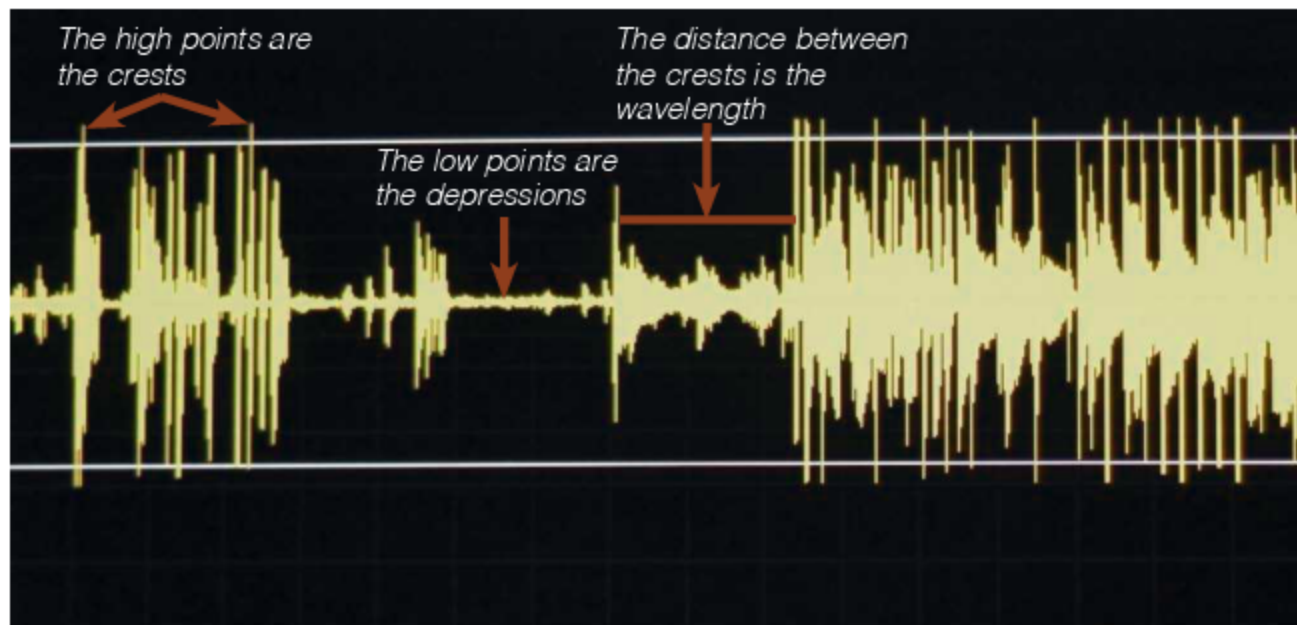 The high points are
the crests
The distance between
the crests is the
wavelength
The low points are
the depressions